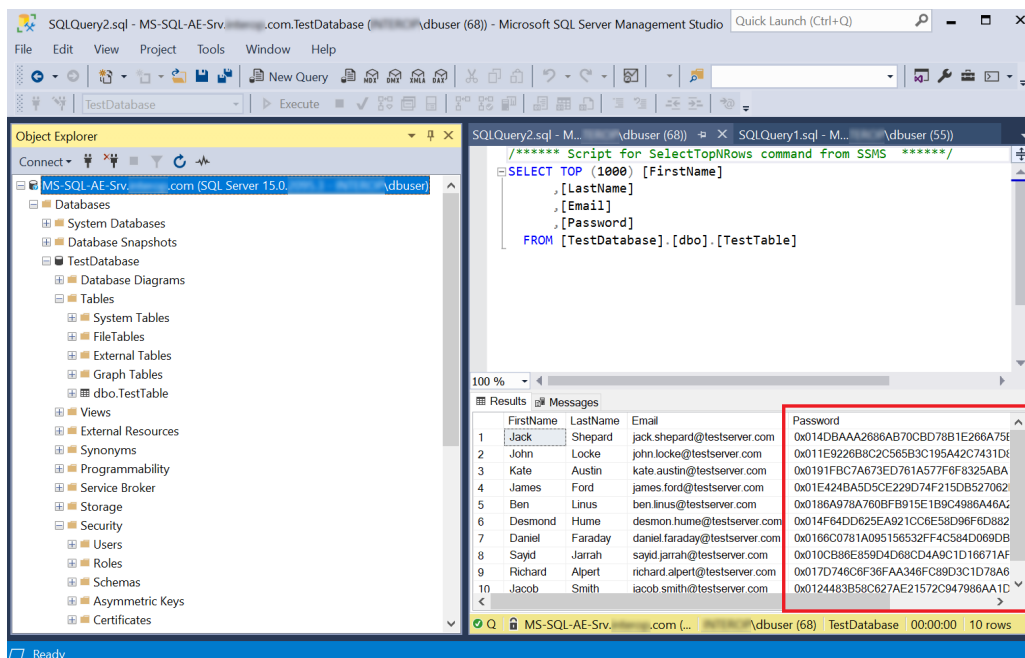 SQLQuery2.sql - MS-SQL-AE-Srv. .com.TestDatabase ( \dbuser (68)) - Microsoft SQL Server Management Studio
Quick Launch (Ctrl+Q)
File Edit View Project Tools Window Help
New Query MDX DMX XMLA DAX
TestDatabase Execute
Object Explorer
Connect
MS-SQL-AE-Srv. .com (SQL Server 15.0. \dbuser)
Databases
System Databases
Database Snapshots
TestDatabase
Database Diagrams
Tables
System Tables
FileTables
External Tables
Graph Tables
dbo.TestTable
Views
External Resources
Synonyms
Programmability
Service Broker
Storage
Security
Users
Roles
Schemas
Asymmetric Keys
Certificates
SQLQuery2.sql - M... \dbuser (68)) SQLQuery1.sql - M... \dbuser (55))
/****** Script for SelectTopNRows command from SSMS ******/
SELECT TOP (1000) [FirstName]
,[LastName]
,[Email]
,[Password]
FROM [TestDatabase].[dbo].[TestTable]
100 %
Results Messages
FirstName LastName Email Password
1 Jack Shepard jack.shepard@testserver.com 0x014DBAAA2686AB70CBD78B1E266A75E
2 John Locke john.locke@testserver.com 0x011E9226B8C2C565B3C195A42C7431D8
3 Kate Austin kate.austin@testserver.com 0x0191FBC7A673ED761A577F6F8325ABA
4 James Ford james.ford@testserver.com 0x01E424BA5D5CE229D74F215DB527062
5 Ben Linus ben.linus@testserver.com 0x0186A978A760BFB915E1B9C4986A46A2
6 Desmond Hume desmon.hume@testserver.com 0x014F64DD625EA921CC6E58D96F6D882
7 Daniel Faraday daniel.faraday@testserver.com 0x0166C0781A095156532FF4C584D069DB
8 Sayid Jarrah sayid.jarrah@testserver.com 0x010CB86E859D4D68CD4A9C1D16671AF
9 Richard Alpert richard.alpert@testserver.com 0x017D746C6F36FAA346FC89D3C1D78A6
10 Jacob Smith jacob.smith@testserver.com 0x0124483B58C627AE21572C947986AA1D
Q MS-SQL-AE-Srv. .com (... \dbuser (68) TestDatabase 00:00:00 10 rows
Ready